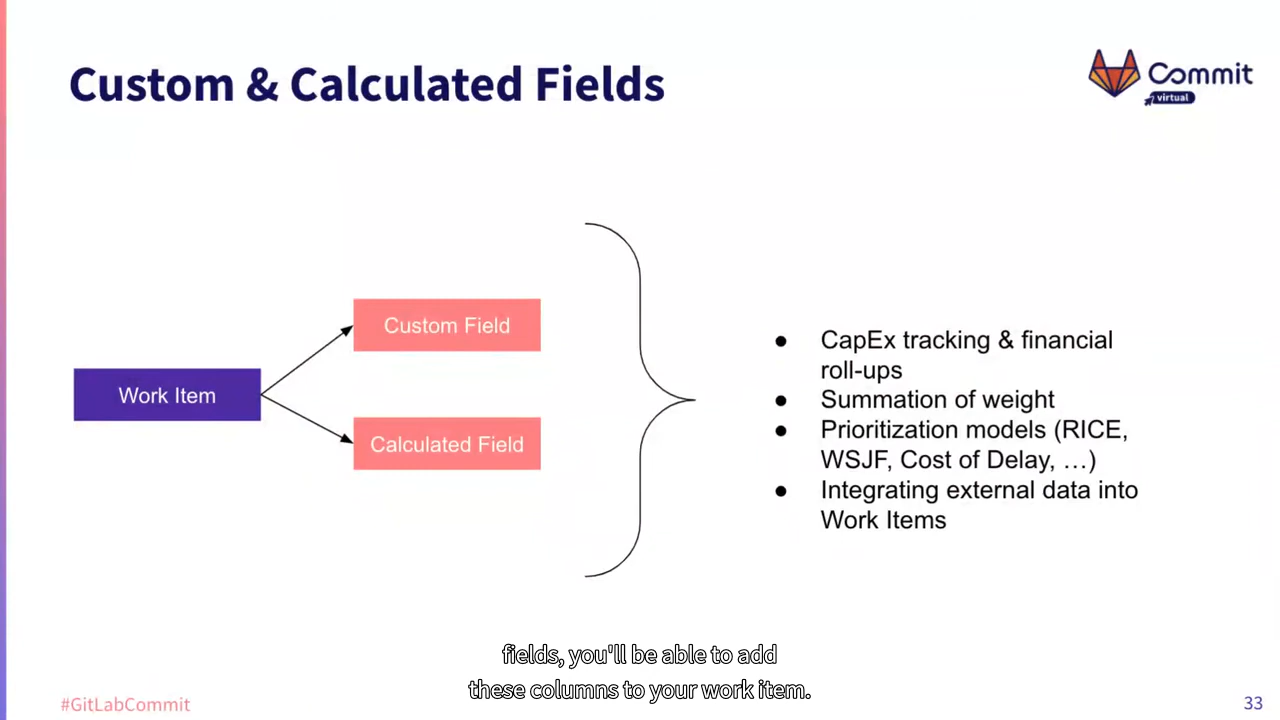 Custom & Calculated Fields
Commit
virtual
Custom Field
Work Item
Calculated Field
● CapEx tracking & financial
roll-ups
● Summation of weight
● Prioritization models (RICE,
WSJF, Cost of Delay, …)
● Integrating external data into
Work Items
fields, you'll be able to add
these columns to your work item.
#GitLabCommit
33